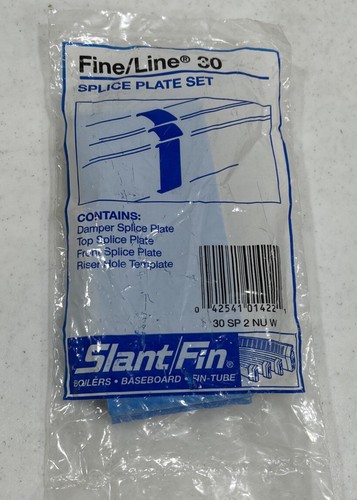 Fine/Line® 30
SPLICE PLATE SET
CONTAINS:
Damper Splice Plate
Top Splice Plate
Front Splice Plate
Riser Hole Template
0 42541 01422 1
30 SP 2 NU W
Slant/Fin®
BOILERS • BASEBOARD • FIN-TUBE